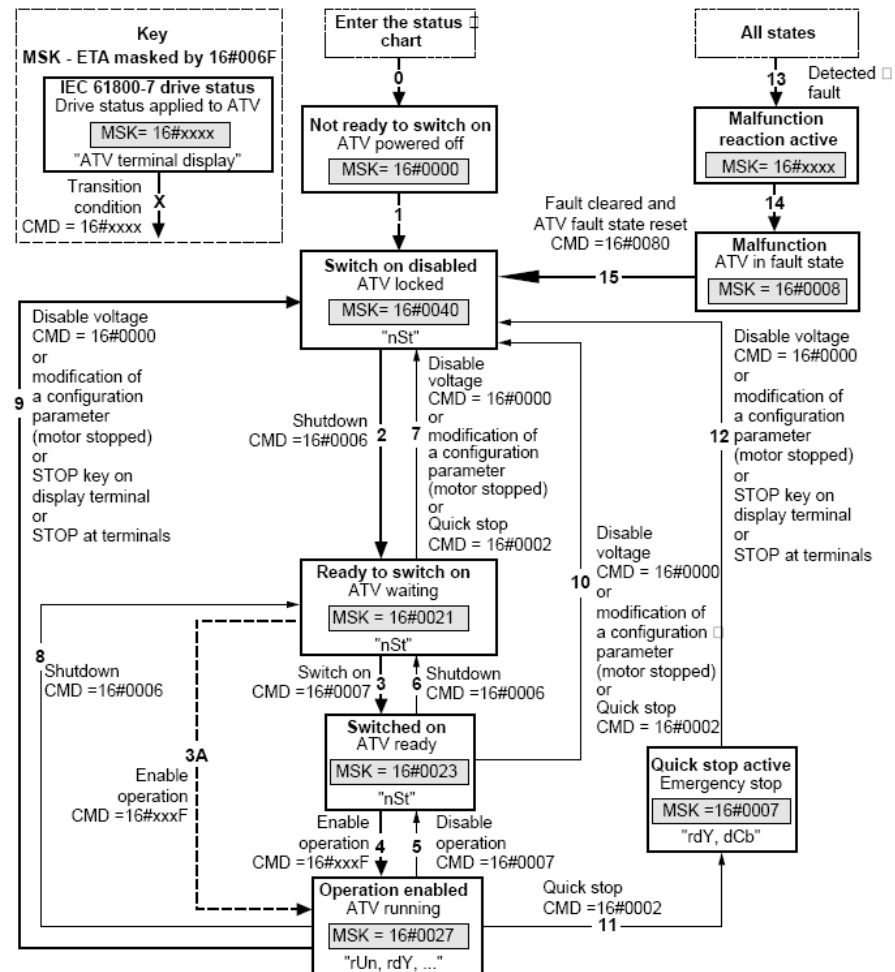 Key
MSK - ETA masked by 16#006F
IEC 61800-7 drive status
Drive status applied to ATV
MSK= 16#xxxx
"ATV terminal display"
Transition
condition
CMD = 16#xxxx
X
Enter the status
chart
0
Not ready to switch on
ATV powered off
MSK= 16#0000
1
All states
13
Detected
fault
Malfunction
reaction active
MSK= 16#xxxx
14
Malfunction
ATV in fault state
MSK = 16#0008
Fault cleared and
ATV fault state reset
CMD =16#0080
15
Switch on disabled
ATV locked
MSK= 16#0040
"nSt"
Disable voltage
CMD = 16#0000
or
modification of
a configuration
parameter
(motor stopped)
or
STOP key on
display terminal
or
STOP at terminals
9
Shutdown
CMD =16#0006
2
7
Disable
voltage
CMD = 16#0000
or
modification of
a configuration
parameter
(motor stopped)
or
Quick stop
CMD = 16#0002
Disable voltage
CMD = 16#0000
or
modification of
a configuration
parameter
(motor stopped)
or
STOP key on
display terminal
or
STOP at terminals
12
Ready to switch on
ATV waiting
MSK = 16#0021
"nSt"
10
Disable
voltage
CMD = 16#0000
or
modification of
a configuration
parameter
(motor stopped)
or
Quick stop
CMD = 16#0002
8
Shutdown
CMD =16#0006
Switch on
CMD =16#0007
3
6
Shutdown
CMD =16#0006
Switched on
ATV ready
MSK = 16#0023
"nSt"
3A
Enable
operation
CMD =16#xxxF
Enable
operation
CMD =16#xxxF
4
5
Disable
operation
CMD =16#0007
Quick stop active
Emergency stop
MSK =16#0007
"rdY, dCb"
Operation enabled
ATV running
MSK = 16#0027
"rUn, rdY, ..."
Quick stop
CMD =16#0002
11